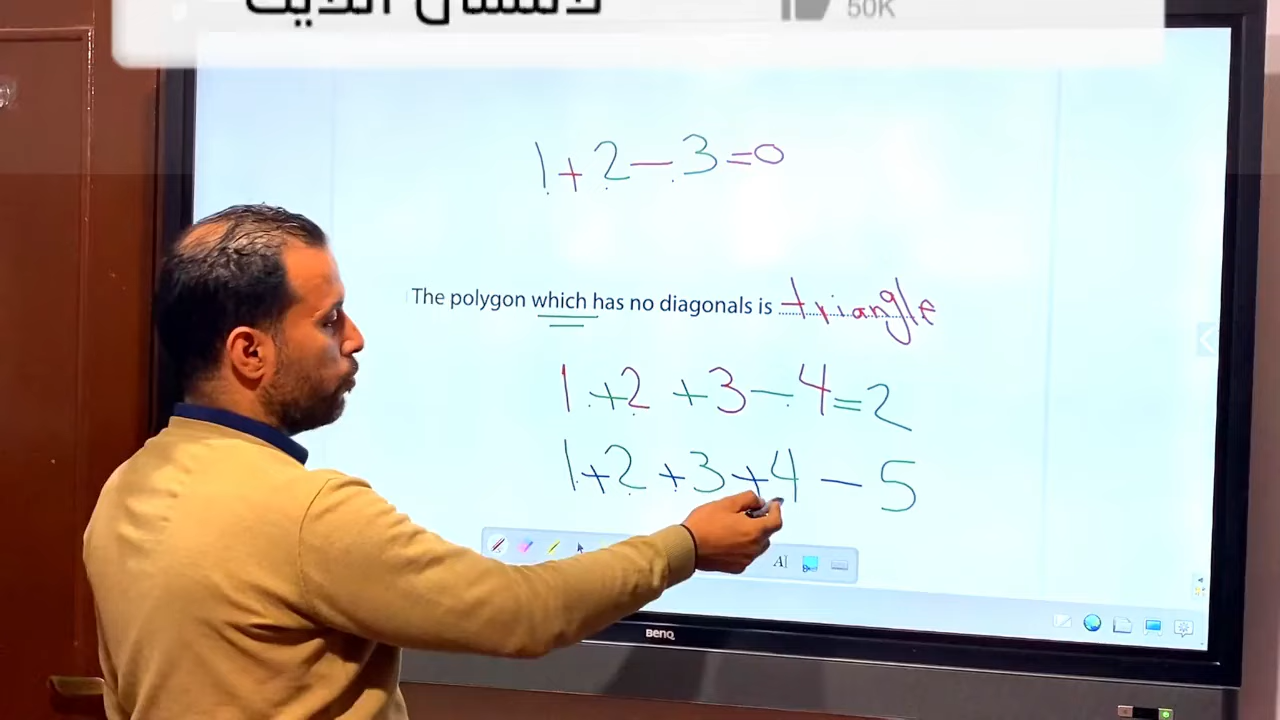 50K
1+2-3=0
The polygon which has no diagonals is triangle
1+2+3-4=2
1+2+3+4-5
A
BenQ